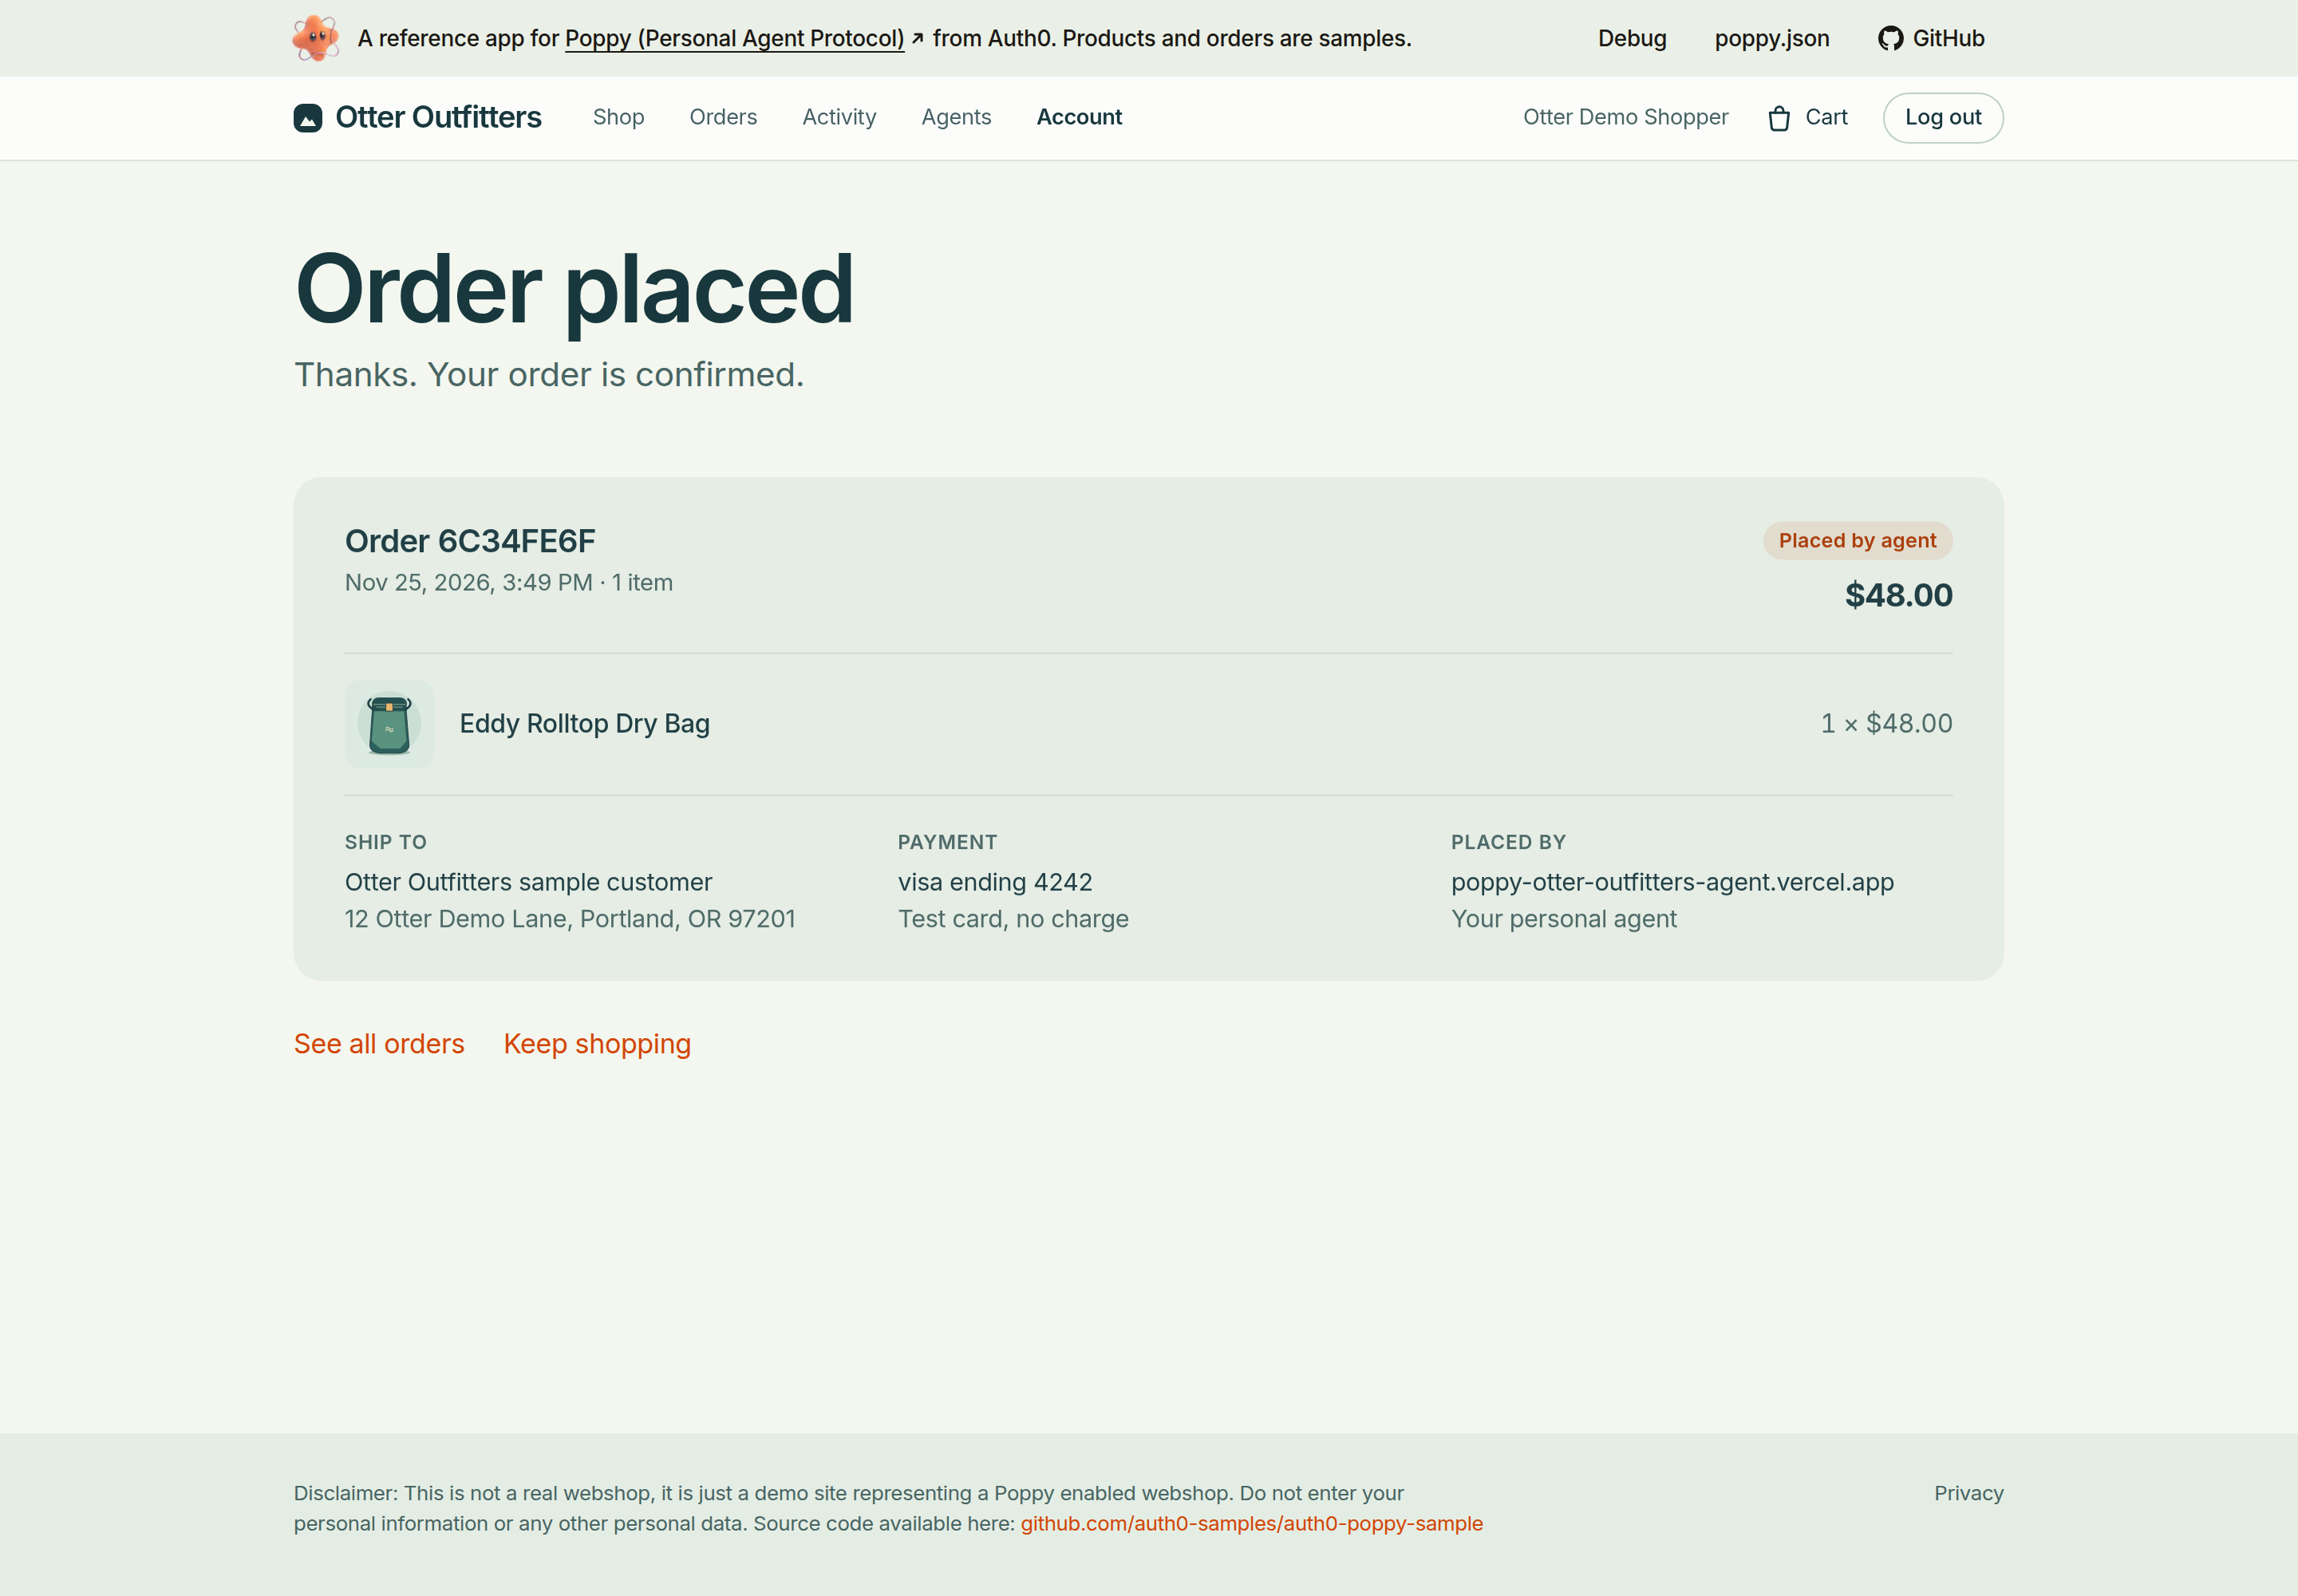 A reference app for Poppy (Personal Agent Protocol) ↗ from Auth0. Products and orders are samples.
Debug
poppy.json
GitHub
Otter Outfitters
Shop
Orders
Activity
Agents
Account
Otter Demo Shopper
Cart
Log out
Order placed
Thanks. Your order is confirmed.
Order 6C34FE6F
Placed by agent
Nov 25, 2026, 3:49 PM · 1 item
$48.00
Eddy Rolltop Dry Bag
1 × $48.00
SHIP TO
Otter Outfitters sample customer
12 Otter Demo Lane, Portland, OR 97201
PAYMENT
visa ending 4242
Test card, no charge
PLACED BY
poppy-otter-outfitters-agent.vercel.app
Your personal agent
See all orders
Keep shopping
Disclaimer: This is not a real webshop, it is just a demo site representing a Poppy enabled webshop. Do not enter your
personal information or any other personal data. Source code available here: github.com/auth0-samples/auth0-poppy-sample
Privacy